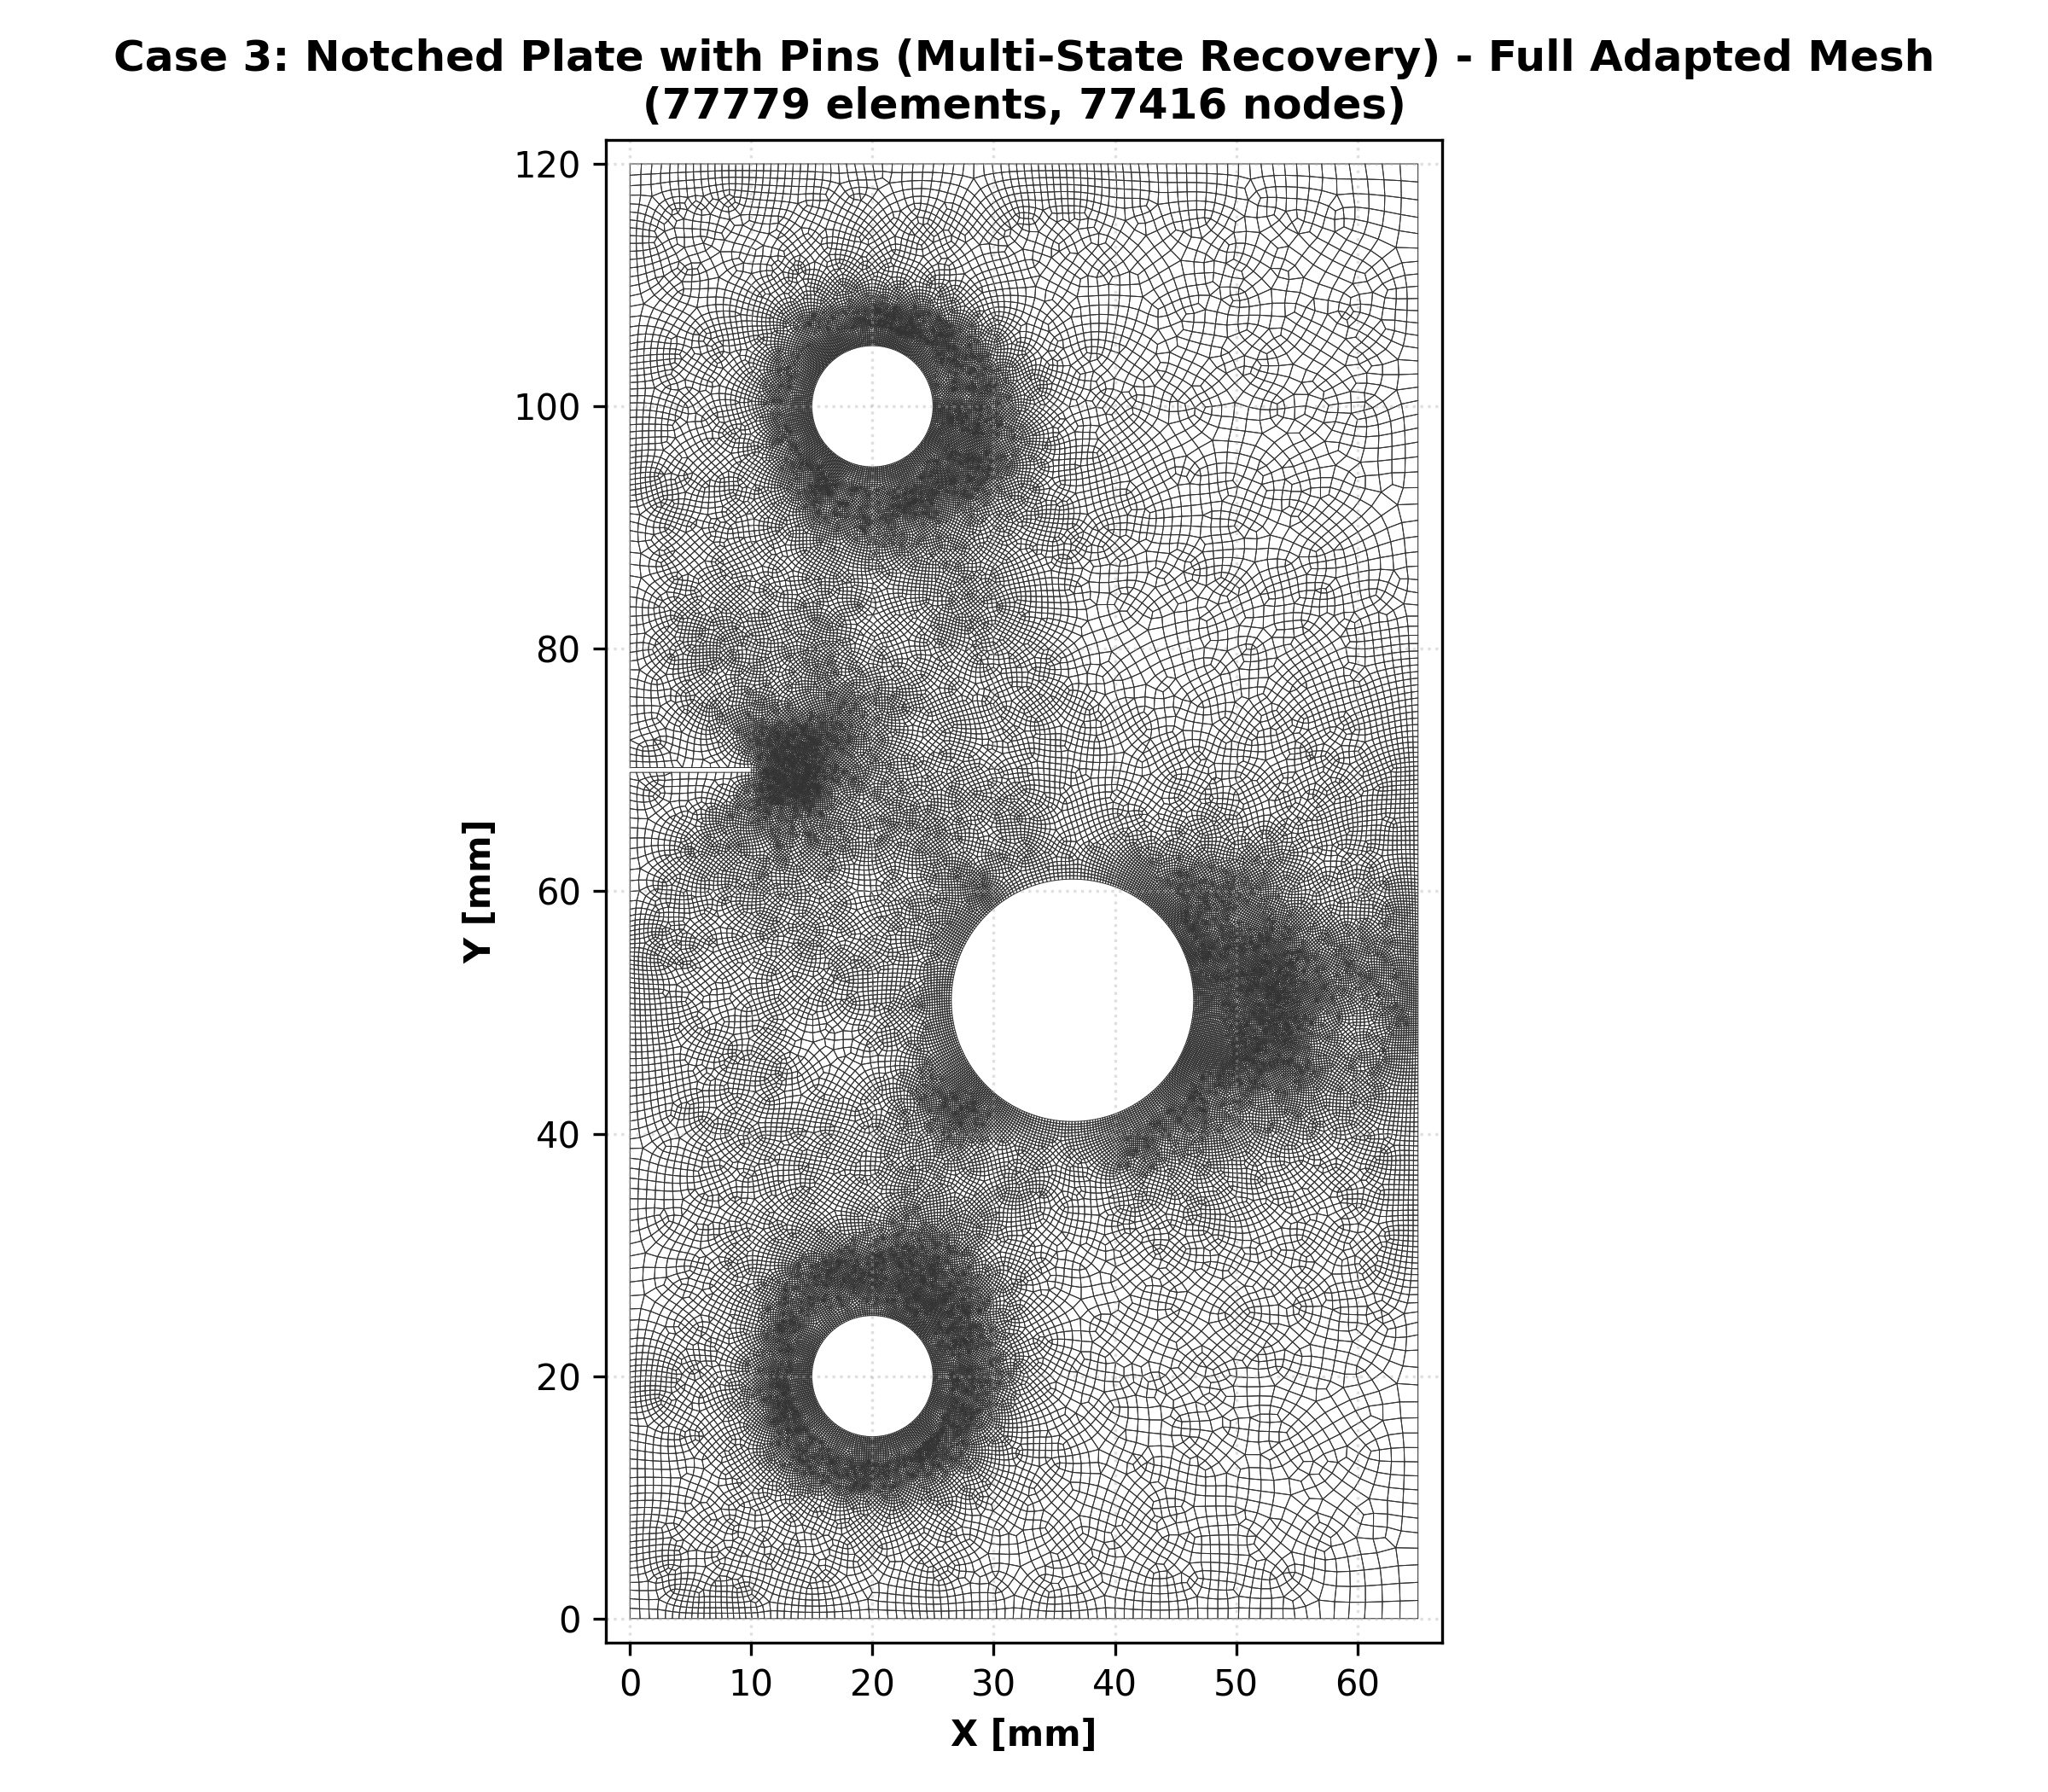 Case 3: Notched Plate with Pins (Multi-State Recovery) - Full Adapted Mesh
(77779 elements, 77416 nodes)
120
100
80
60
40
20
0
Y [mm]
0 10 20 30 40 50 60
X [mm]